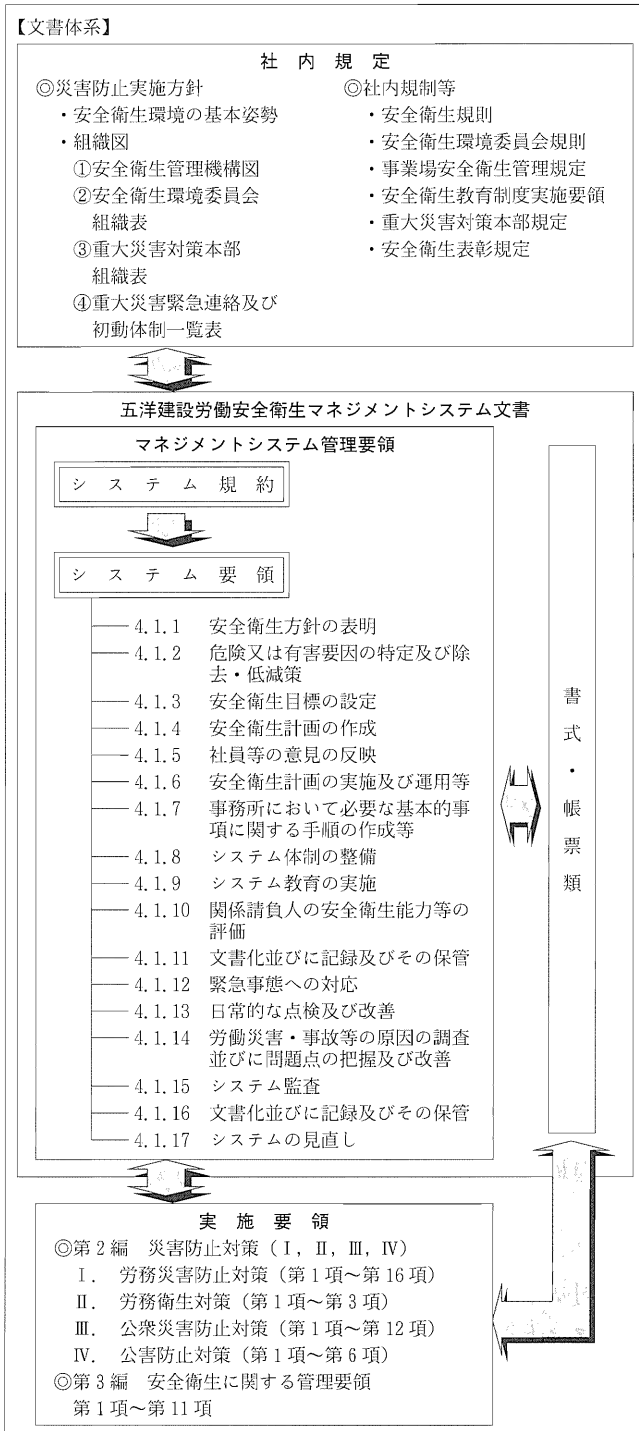 【文書体系】
社内規定
◎災害防止実施方針
・安全衛生環境の基本姿勢
・組織図
①安全衛生管理機構図
②安全衛生環境委員会
組織表
③重大災害対策本部
組織表
④重大災害緊急連絡及び
初動体制一覧表
◎社内規制等
・安全衛生規則
・安全衛生環境委員会規則
・事業場安全衛生管理規定
・安全衛生教育制度実施要領
・重大災害対策本部規定
・安全衛生表彰規定
五洋建設労働安全衛生マネジメントシステム文書
マネジメントシステム管理要領
システム規約
システム要領
4.1.1 安全衛生方針の表明
4.1.2 危険又は有害要因の特定及び除
去・低減策
4.1.3 安全衛生目標の設定
4.1.4 安全衛生計画の作成
4.1.5 社員等の意見の反映
4.1.6 安全衛生計画の実施及び運用等
4.1.7 事務所において必要な基本的事
項に関する手順の作成等
4.1.8 システム体制の整備
4.1.9 システム教育の実施
4.1.10 関係請負人の安全衛生能力等の
評価
4.1.11 文書化並びに記録及びその保管
4.1.12 緊急事態への対応
4.1.13 日常的な点検及び改善
4.1.14 労働災害・事故等の原因の調査
並びに問題点の把握及び改善
4.1.15 システム監査
4.1.16 文書化並びに記録及びその保管
4.1.17 システムの見直し
書式・帳票類
実施要領
◎第2編 災害防止対策（Ⅰ，Ⅱ，Ⅲ，Ⅳ）
Ⅰ． 労務災害防止対策（第1項～第16項）
Ⅱ． 労務衛生対策（第1項～第3項）
Ⅲ． 公衆災害防止対策（第1項～第12項）
Ⅳ． 公害防止対策（第1項～第6項）
◎第3編 安全衛生に関する管理要領
第1項～第11項